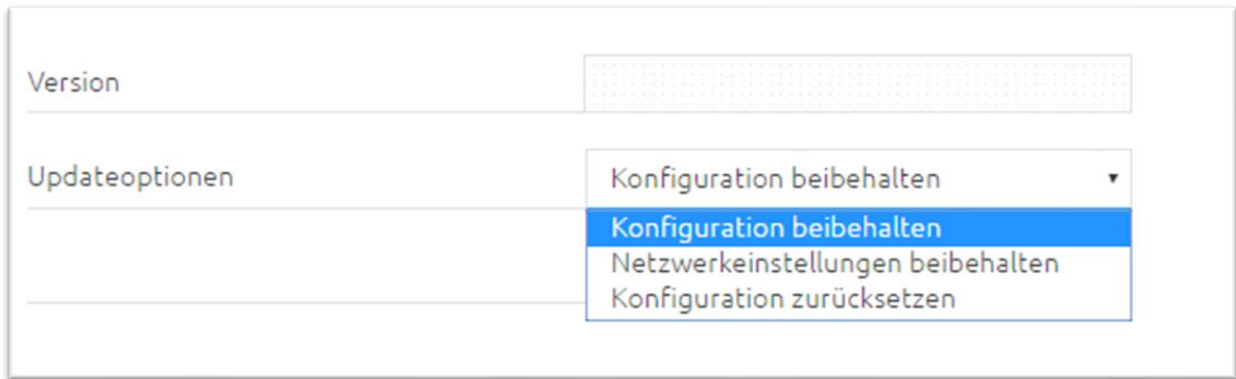 Version
Updateoptionen
Konfiguration beibehalten
Konfiguration beibehalten
Netzwerkeinstellungen beibehalten
Konfiguration zurücksetzen